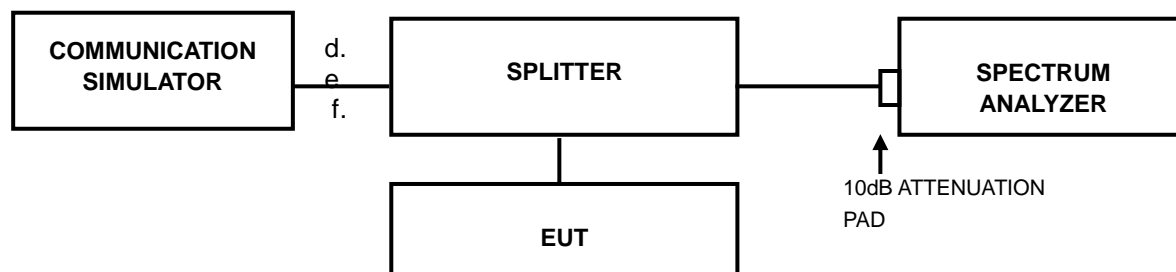 COMMUNICATION
SIMULATOR
d.
e
f.
SPLITTER
SPECTRUM
ANALYZER
10dB ATTENUATION
PAD
EUT